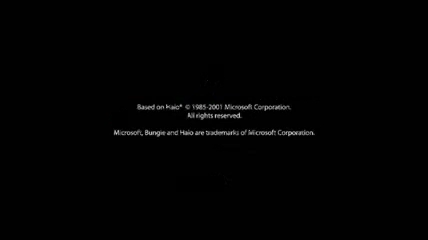 Based on Halo® © 1985-2001 Microsoft Corporation.
All rights reserved.
Microsoft, Bungie and Halo are trademarks of Microsoft Corporation.